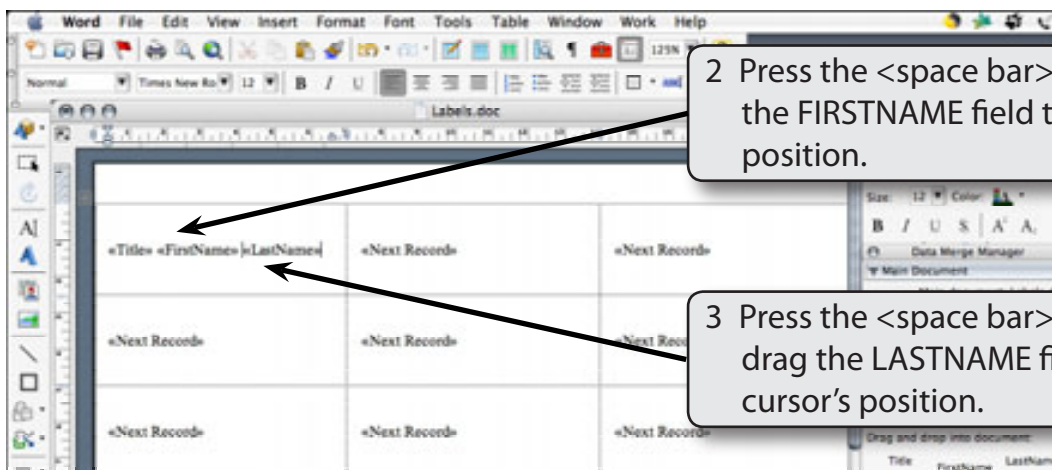 Word File Edit View Insert Format Font Tools Table Window Work Help
125%
Normal Times New Ro 12 B I U
Labels.doc
2 Press the <space bar>
the FIRSTNAME field t
position.
Size: 12 Color:
B I U S A A
Data Merge Manager
Main Document
«Title» «FirstName» «LastName»
«Next Record»
«Next Record»
3 Press the <space bar>
drag the LASTNAME fi
cursor's position.
«Next Record»
«Next Record»
«Next Rec
«Next Record»
«Next Record»
«Next Record»
Drag and drop into document:
Title FirstName LastNam